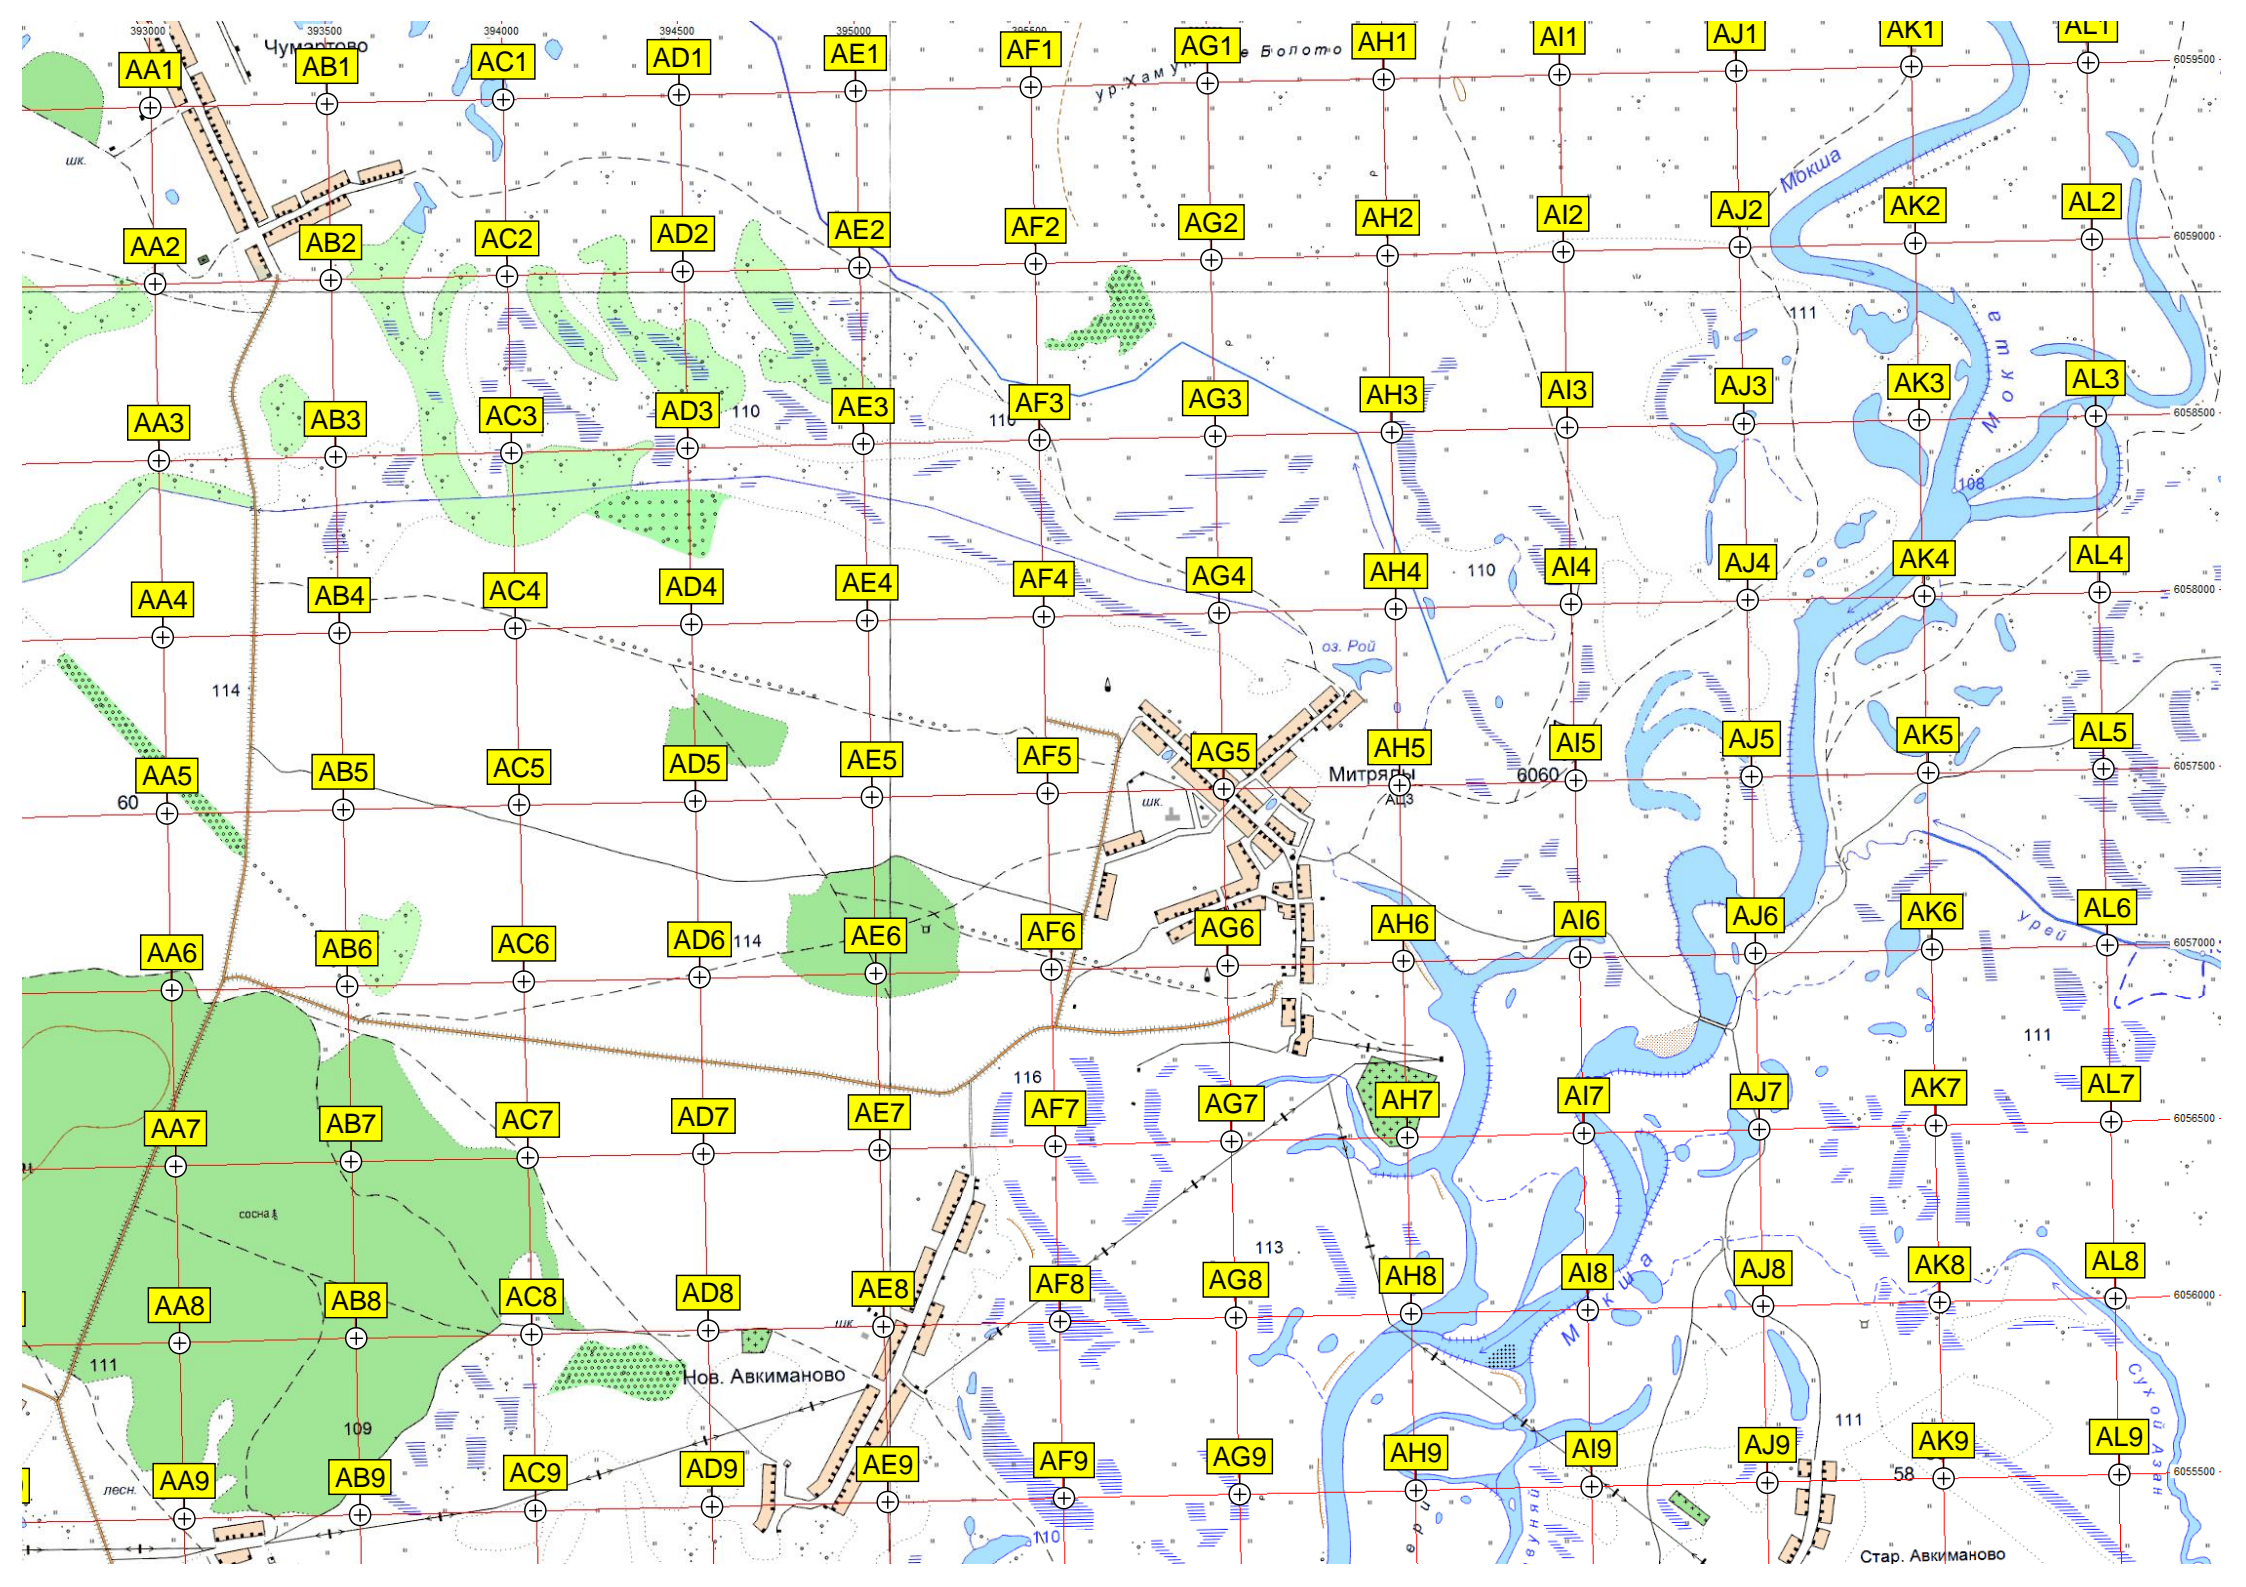 393000 393500 394000 394500 395000
Чумартово
AA1 AB1 AC1 AD1 AE1 AF1 AG1 AH1 AI1 AJ1 AK1 AL1
6059500
е Болото
ур.Хаму
шк.
Мокша
AA2 AB2 AC2 AD2 AE2 AF2 AG2 AH2 AI2 AJ2 AK2 AL2
6059000
111
Мокша
AA3 AB3 AC3 AD3 AE3 AF3 AG3 AH3 AI3 AJ3 AK3 AL3
110
6058500
108
AA4 AB4 AC4 AD4 AE4 AF4 AG4 AH4 AI4 AJ4 AK4 AL4
110
6058000
оз. Рой
114
AA5 AB5 AC5 AD5 AE5 AF5 AG5 AH5 AI5 AJ5 AK5 AL5
Митряды
6060
6057500
60
шк.
AA6 AB6 AC6 AD6 AE6 AF6 AG6 AH6 AI6 AJ6 AK6 AL6
114
урей
6057000
111
116
AA7 AB7 AC7 AD7 AE7 AF7 AG7 AH7 AI7 AJ7 AK7 AL7
6056500
сосна
113
AA8 AB8 AC8 AD8 AE8 AF8 AG8 AH8 AI8 AJ8 AK8 AL8
6056000
шк.
М кша
111
Нов. Авкиманово
Сухой Азан
109
111
AA9 AB9 AC9 AD9 AE9 AF9 AG9 AH9 AI9 AJ9 AK9 AL9
58
6055500
лесн.
110
Стар. Авкиманово